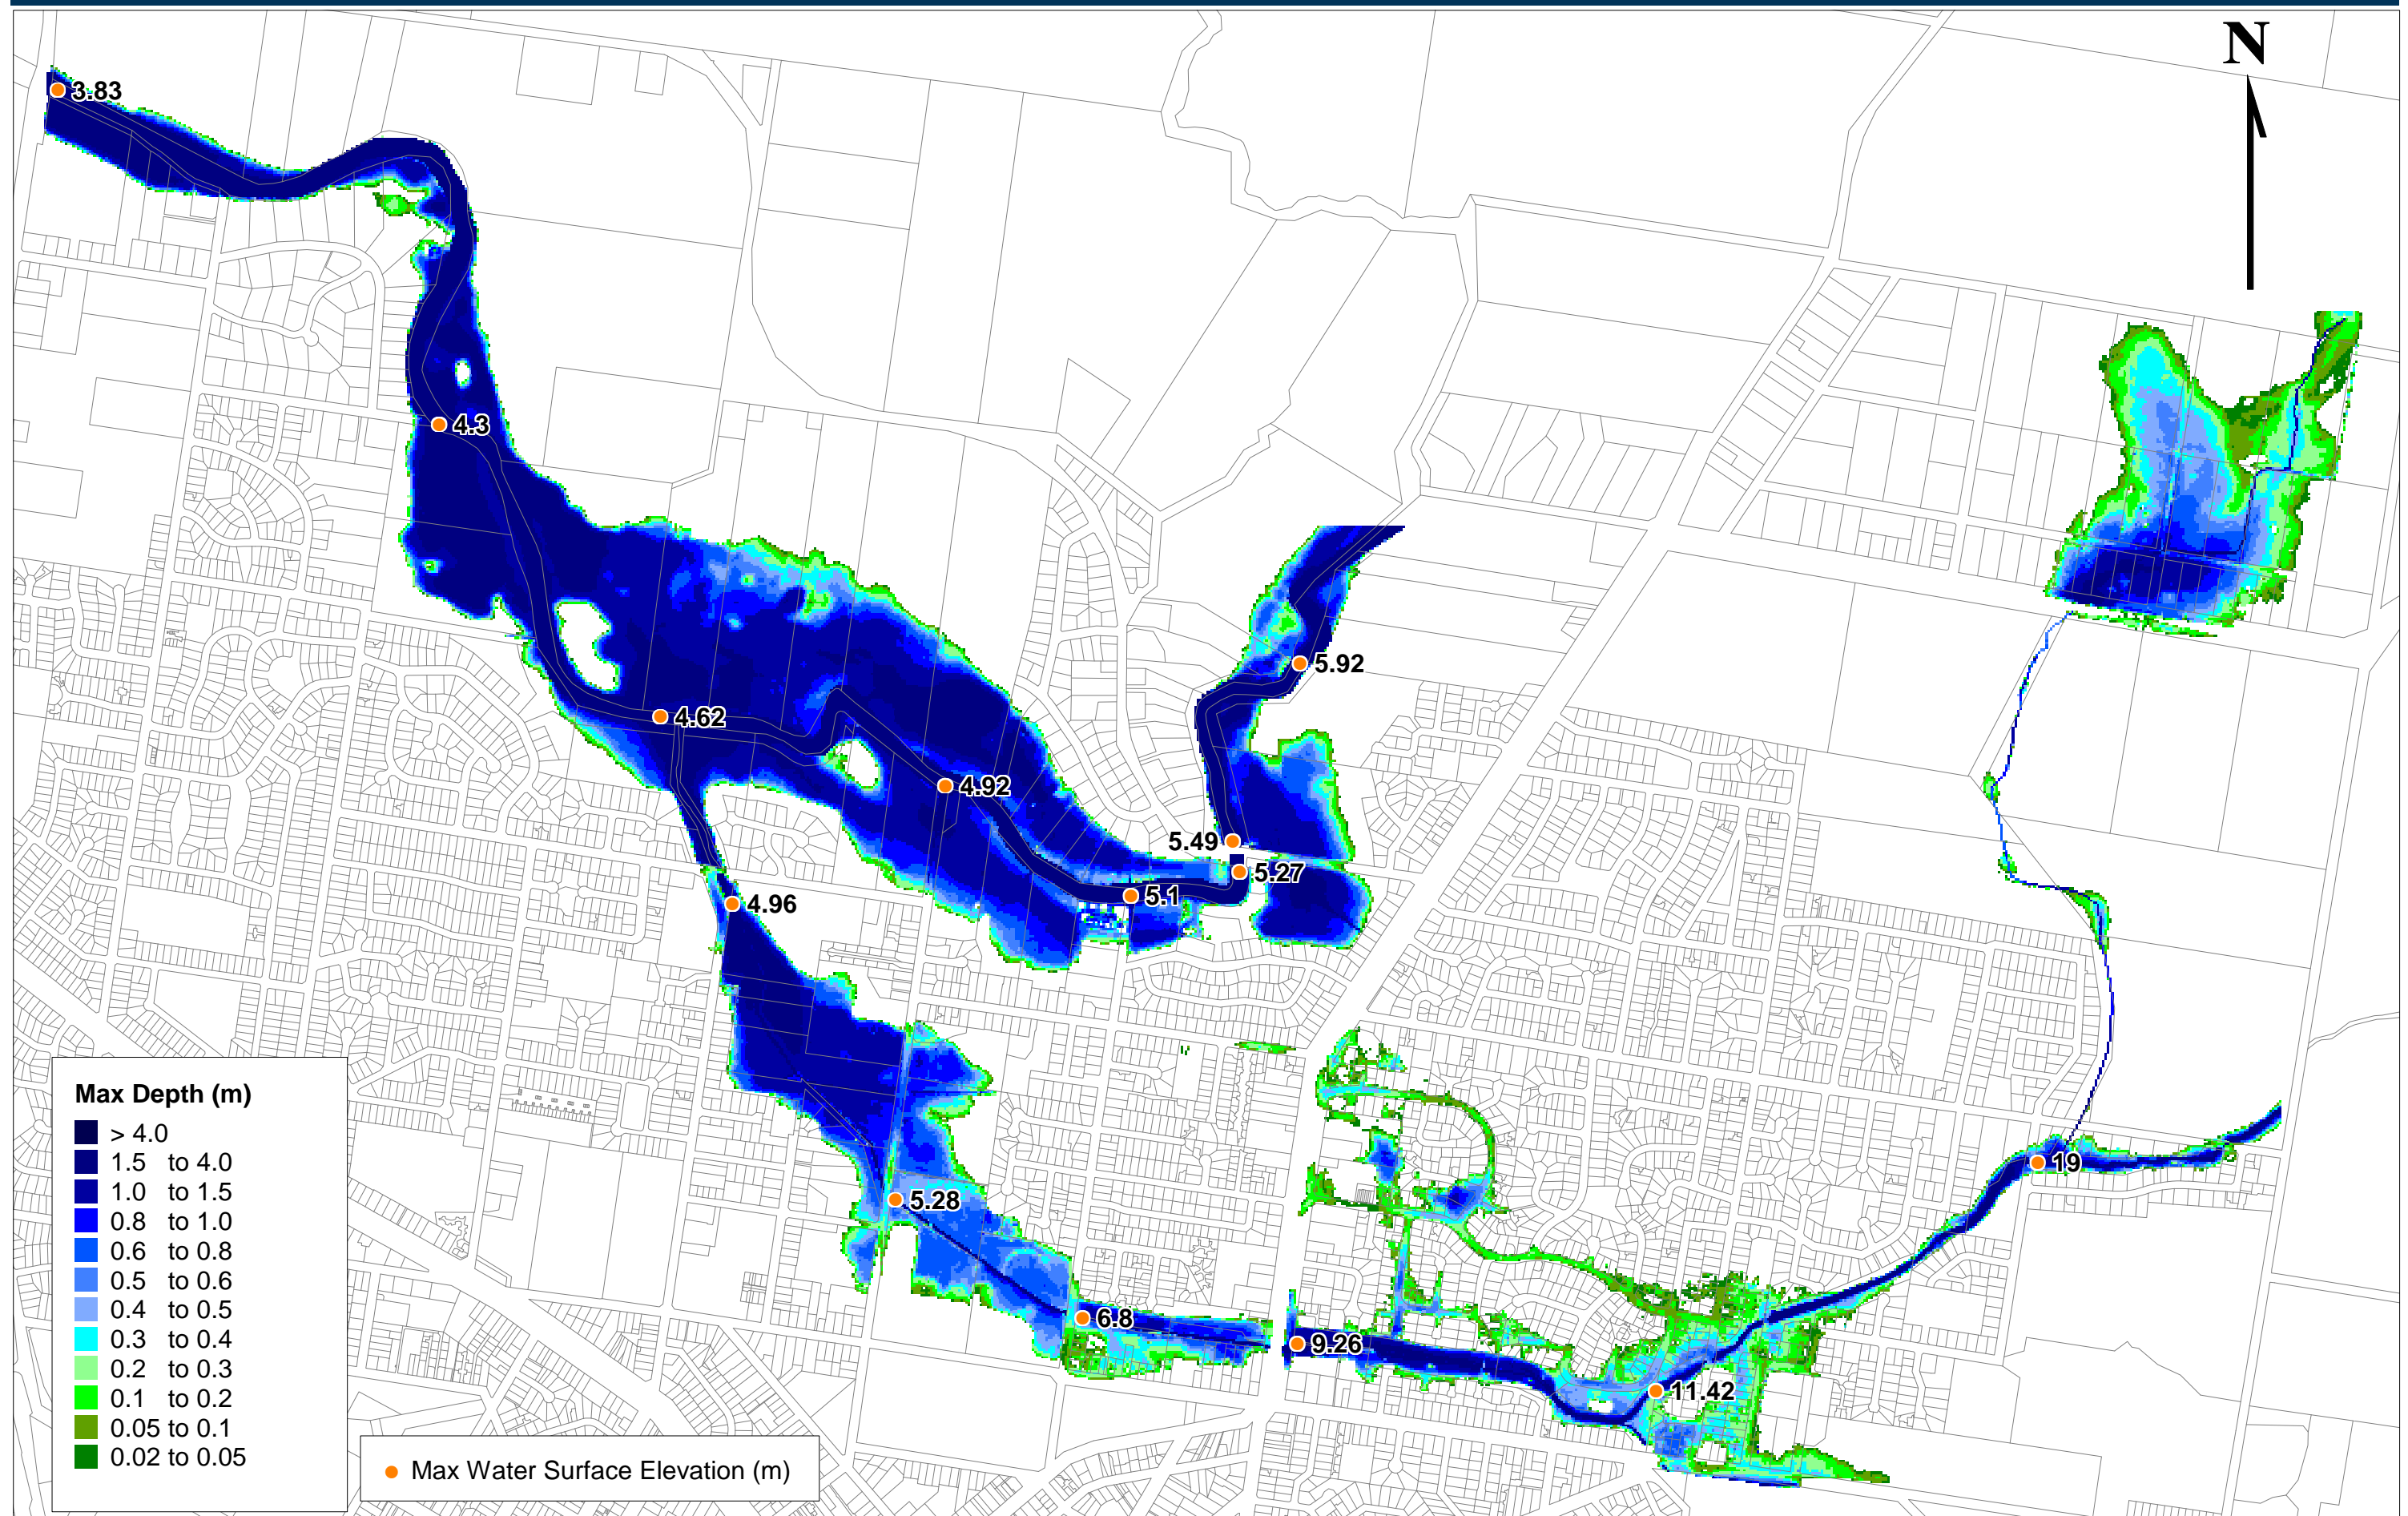 N
3.83
4.3
5.92
4.62
4.92
5.49
5.27
5.1
4.96
19
5.28
6.8
9.26
11.42
Max Depth (m)
> 4.0
1.5 to 4.0
1.0 to 1.5
0.8 to 1.0
0.6 to 0.8
0.5 to 0.6
0.4 to 0.5
0.3 to 0.4
0.2 to 0.3
0.1 to 0.2
0.05 to 0.1
0.02 to 0.05
Max Water Surface Elevation (m)